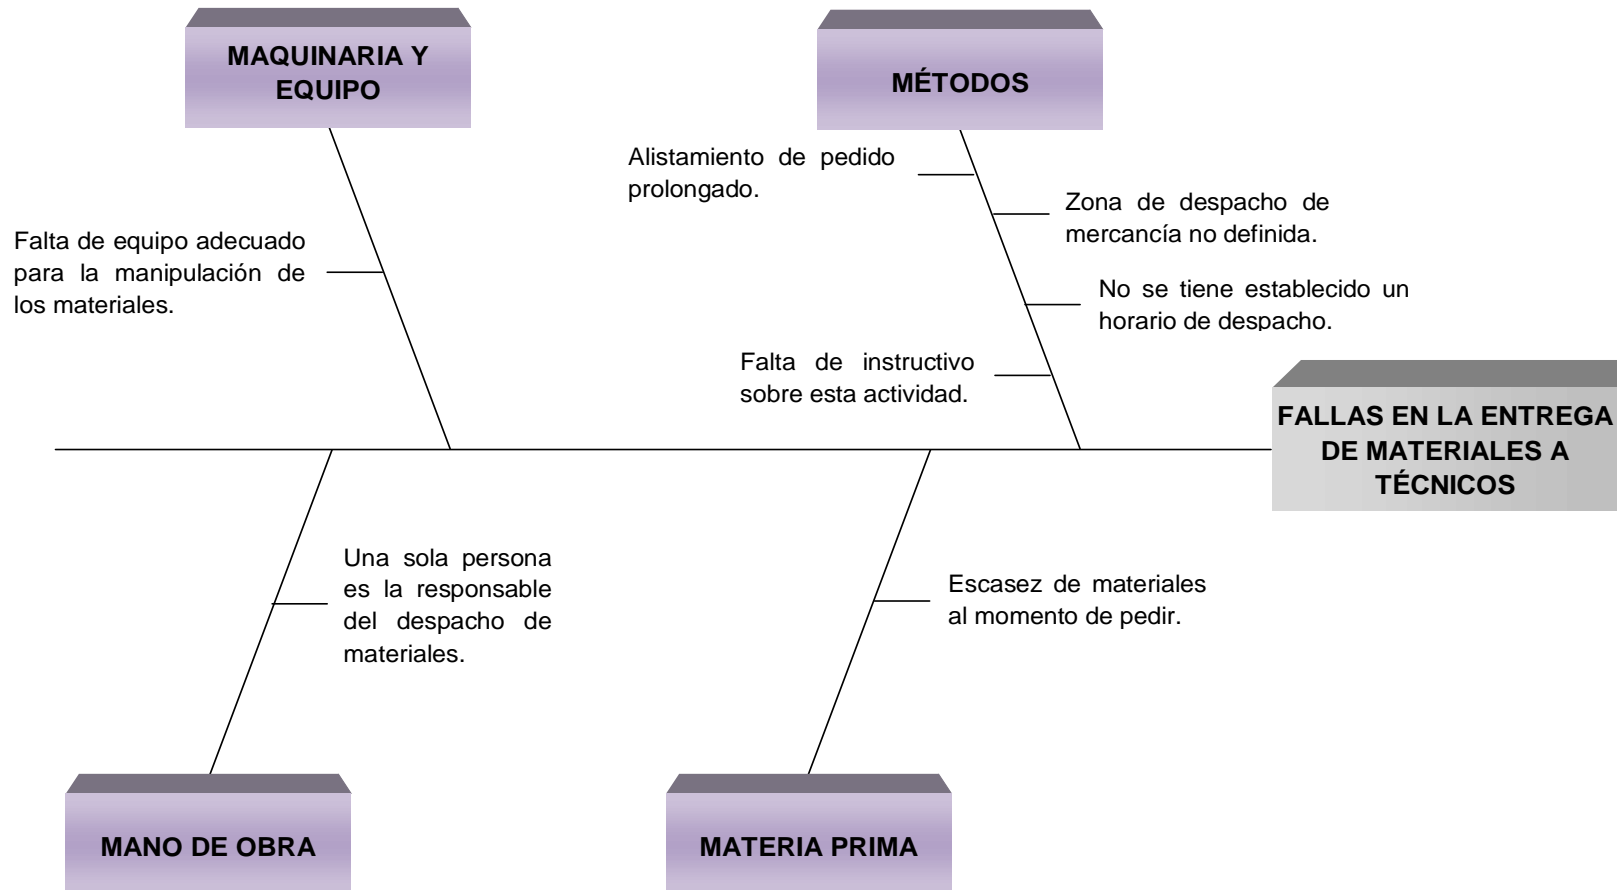 MAQUINARIA Y
EQUIPO
MÉTODOS
Alistamiento de pedido
prolongado.
Zona de despacho de
mercancía no definida.
Falta de equipo adecuado
para la manipulación de
los materiales.
No se tiene establecido un
horario de despacho.
Falta de instructivo
sobre esta actividad.
FALLAS EN LA ENTREGA
DE MATERIALES A
TÉCNICOS
Una sola persona
es la responsable
del despacho de
materiales.
Escasez de materiales
al momento de pedir.
MANO DE OBRA
MATERIA PRIMA